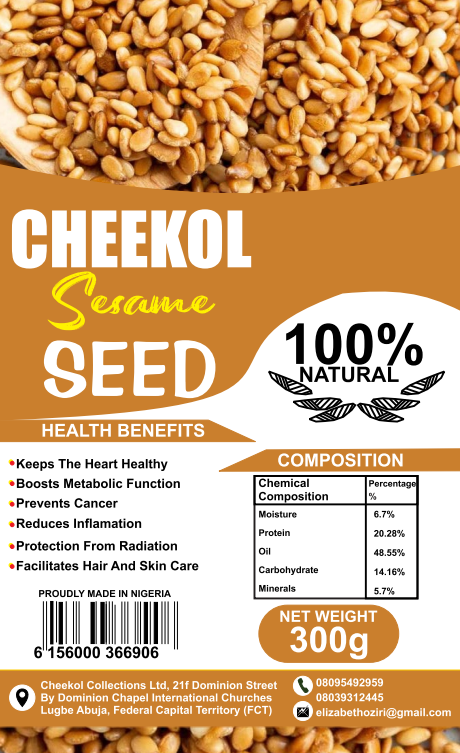 CHEEKOL
Sesame
SEED
100%
NATURAL
HEALTH BENEFITS
Keeps The Heart Healthy
Boosts Metabolic Function
Prevents Cancer
Reduces Inflamation
Protection From Radiation
Facilitates Hair And Skin Care
COMPOSITION
Chemical Composition Percentage %
Moisture 6.7%
Protein 20.28%
Oil 48.55%
Carbohydrate 14.16%
Minerals 5.7%
PROUDLY MADE IN NIGERIA
6 156000 366906
NET WEIGHT
300g
Cheekol Collections Ltd, 21f Dominion Street
By Dominion Chapel International Churches
Lugbe Abuja, Federal Capital Territory (FCT)
08095492959
08039312445
elizabethoziri@gmail.com